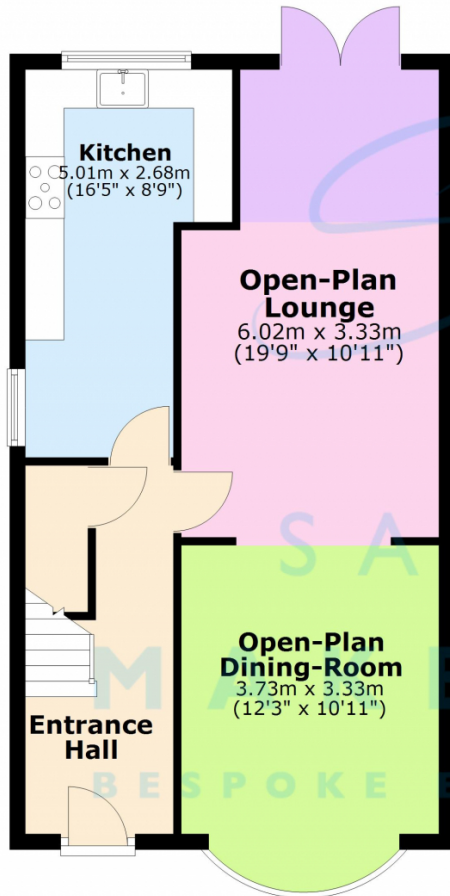 Kitchen
5.01m x 2.68m
(16'5" x 8'9")
Open-Plan
Lounge
6.02m x 3.33m
(19'9" x 10'11")
S A
Open-Plan
Dining-Room
3.73m x 3.33m
(12'3" x 10'11")
Entrance
Hall
BESPOKE E